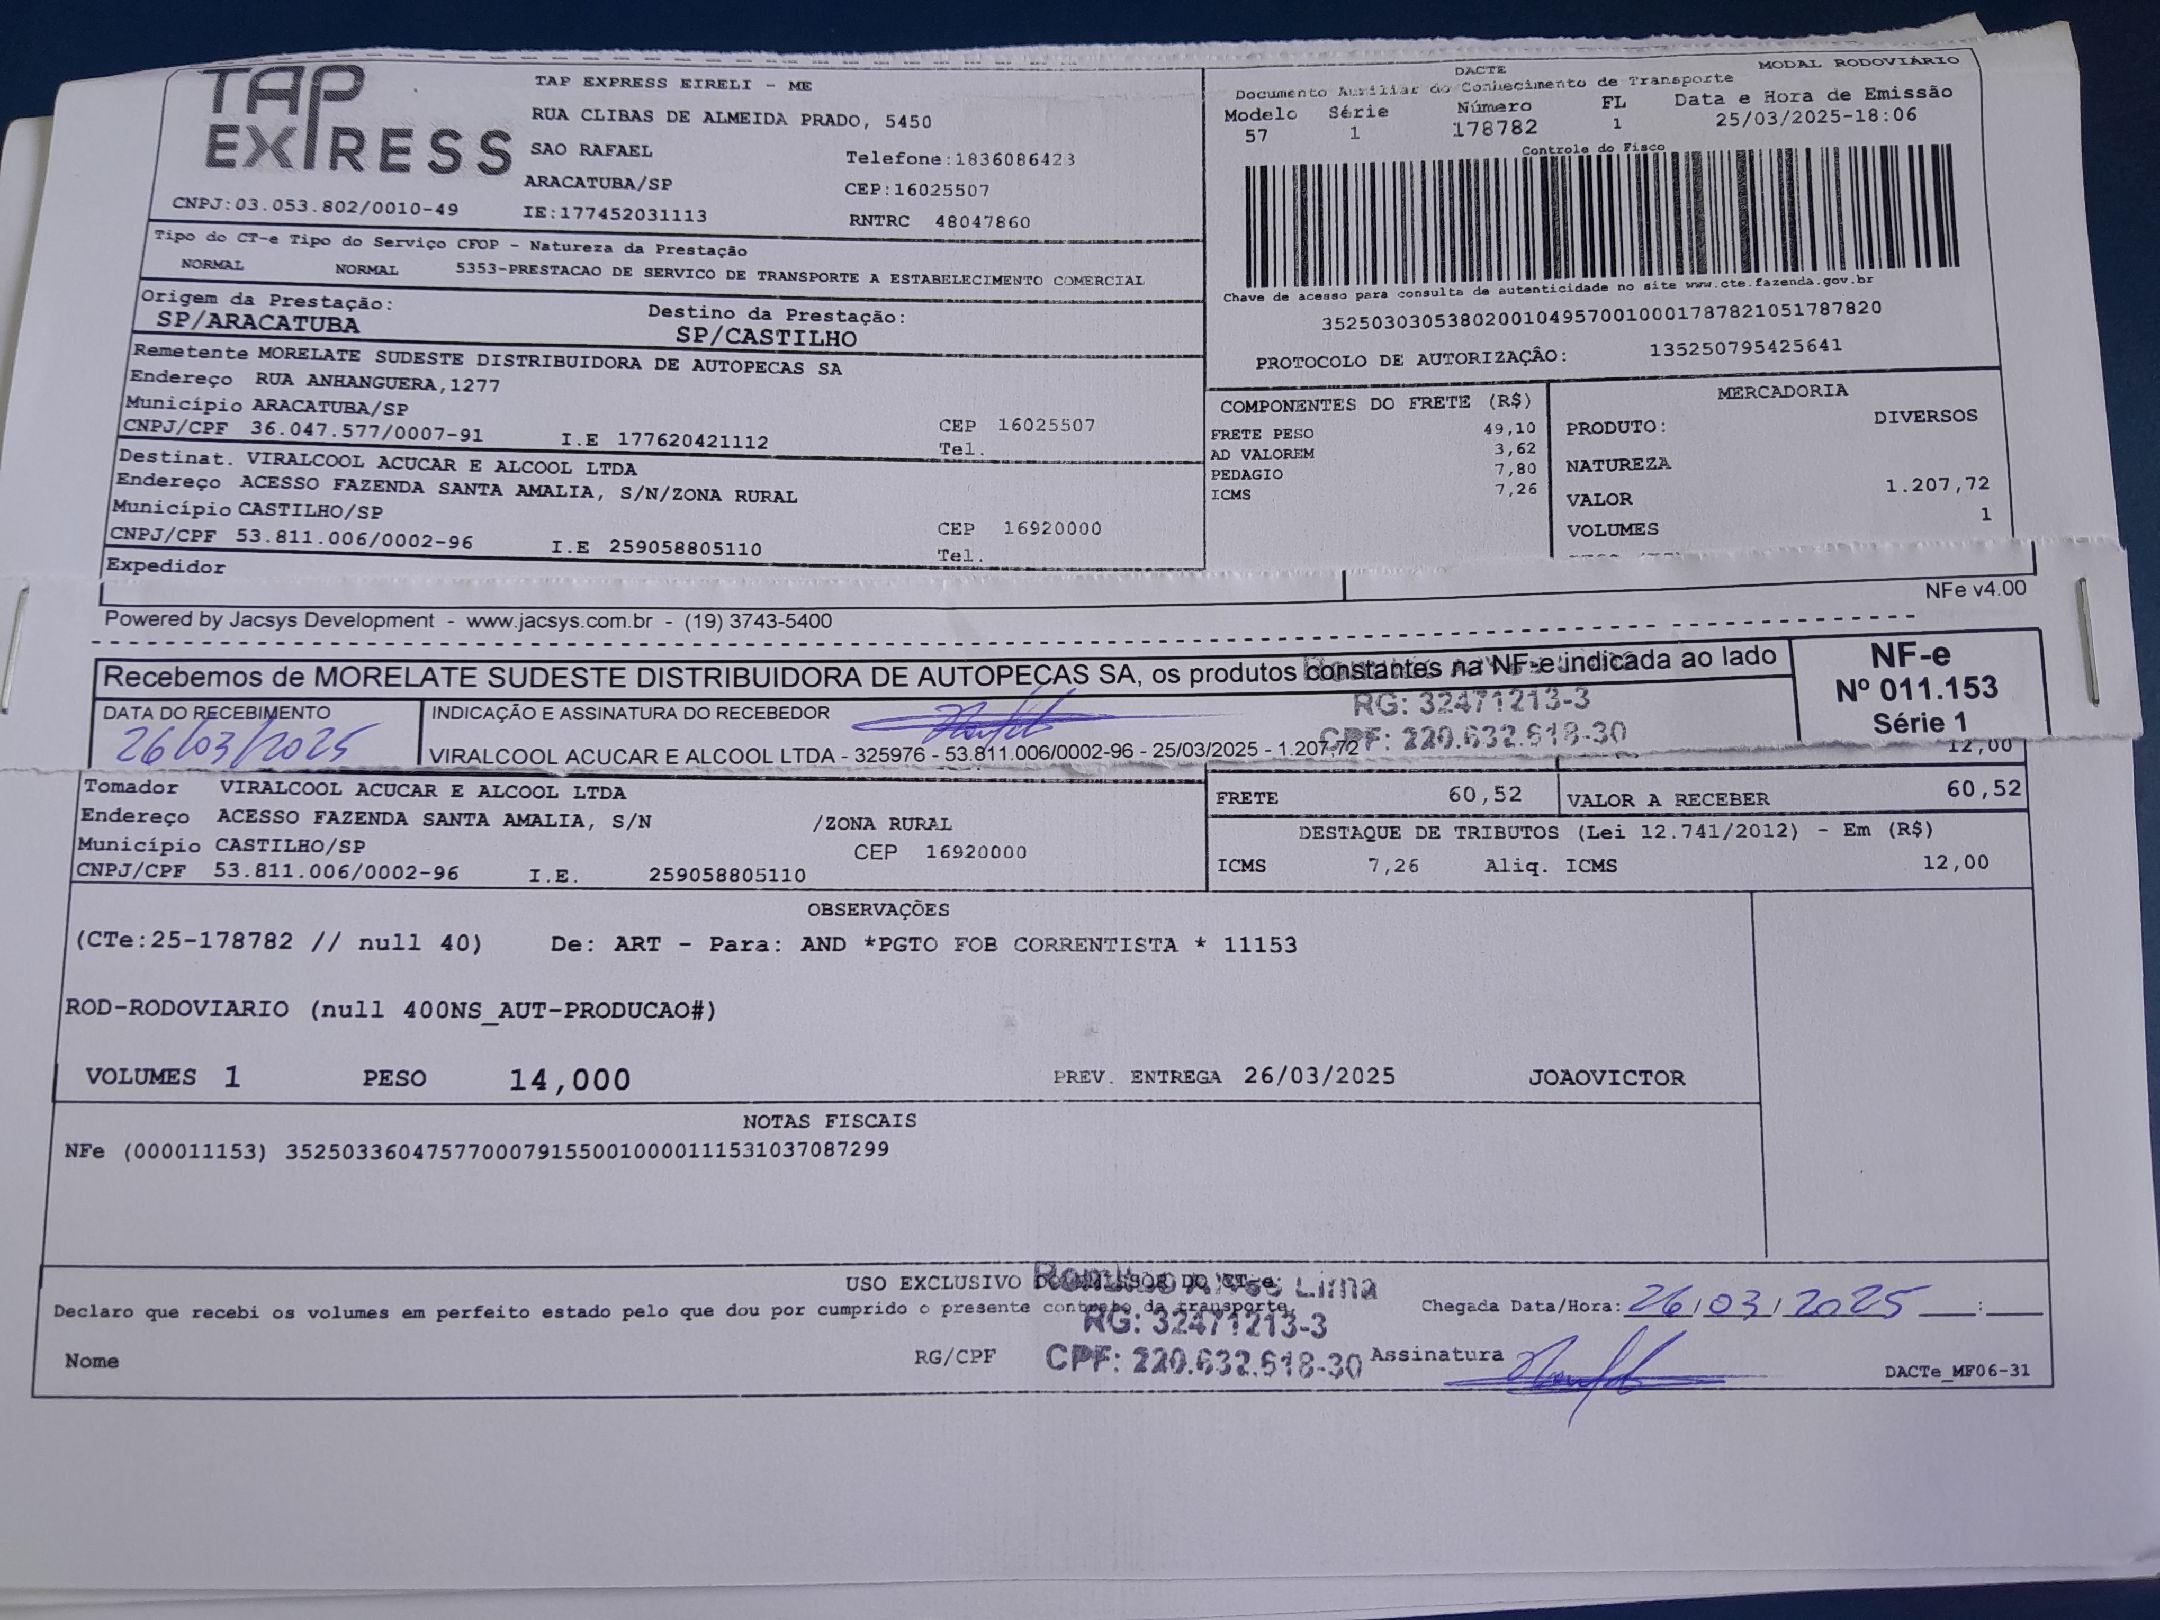 TAP
EXPRESS
TAP EXPRESS EIRELI - ME
RUA CLIBAS DE ALMEIDA PRADO, 5450
SAO RAFAEL
Telefone:1836086423
ARACATUBA/SP
CEP:16025507
CNPJ:03.053.802/0010-49
IE:177452031113
RNTRC 48047860
DACTE
MODAL RODOVIÁRIO
Documento Auxiliar do Conhecimento de Transporte
Modelo Série Número FL Data e Hora de Emissão
57 1 178782 1 25/03/2025-18:06
Controle do Fisco
Chave de acesso para consulta de autenticidade no site www.cte.fazenda.gov.br
35250303053802001049570010001787821051787820
PROTOCOLO DE AUTORIZAÇÃO: 135250795425641
Tipo do CT-e Tipo do Serviço CFOP - Natureza da Prestação
NORMAL NORMAL 5353-PRESTACAO DE SERVICO DE TRANSPORTE A ESTABELECIMENTO COMERCIAL
Origem da Prestação: Destino da Prestação:
SP/ARACATUBA SP/CASTILHO
Remetente MORELATE SUDESTE DISTRIBUIDORA DE AUTOPECAS SA
Endereço RUA ANHANGUERA,1277
Município ARACATUBA/SP CEP 16025507
CNPJ/CPF 36.047.577/0007-91 I.E 177620421112 Tel.
Destinat. VIRALCOOL ACUCAR E ALCOOL LTDA
Endereço ACESSO FAZENDA SANTA AMALIA, S/N/ZONA RURAL
Município CASTILHO/SP CEP 16920000
CNPJ/CPF 53.811.006/0002-96 I.E 259058805110 Tel.
Expedidor
COMPONENTES DO FRETE (R$)
FRETE PESO 49,10
AD VALOREM 3,62
PEDAGIO 7,80
ICMS 7,26
MERCADORIA
PRODUTO: DIVERSOS
NATUREZA
VALOR 1.207,72
VOLUMES 1
NFe v4.00
Powered by Jacsys Development - www.jacsys.com.br - (19) 3743-5400
Recebemos de MORELATE SUDESTE DISTRIBUIDORA DE AUTOPECAS SA, os produtos constantes na NF-e indicada ao lado
NF-e
Nº 011.153
Série 1
DATA DO RECEBIMENTO
26/03/2025
INDICAÇÃO E ASSINATURA DO RECEBEDOR
RG: 32471213-3
CPF: 220.632.618-30
VIRALCOOL ACUCAR E ALCOOL LTDA - 325976 - 53.811.006/0002-96 - 25/03/2025 - 1.207,72
12,00
Tomador VIRALCOOL ACUCAR E ALCOOL LTDA
Endereço ACESSO FAZENDA SANTA AMALIA, S/N /ZONA RURAL
Município CASTILHO/SP CEP 16920000
CNPJ/CPF 53.811.006/0002-96 I.E. 259058805110
FRETE 60,52 VALOR A RECEBER 60,52
DESTAQUE DE TRIBUTOS (Lei 12.741/2012) - Em (R$)
ICMS 7,26 Aliq. ICMS 12,00
OBSERVAÇÕES
(CTe:25-178782 // null 40) De: ART - Para: AND *PGTO FOB CORRENTISTA * 11153
ROD-RODOVIARIO (null 400NS_AUT-PRODUCAO#)
VOLUMES 1 PESO 14,000 PREV. ENTREGA 26/03/2025 JOAOVICTOR
NOTAS FISCAIS
NFe (000011153) 35250336047577000791550010000111531037087299
USO EXCLUSIVO DO EMISSOR DO CT-e
Romildo Alves Lima
Declaro que recebi os volumes em perfeito estado pelo que dou por cumprido o presente contrato de transporte.
Chegada Data/Hora: 26/03/2025 __:__
RG: 32471213-3
Nome RG/CPF
CPF: 220.632.618-30
Assinatura
DACTe_MF06-31